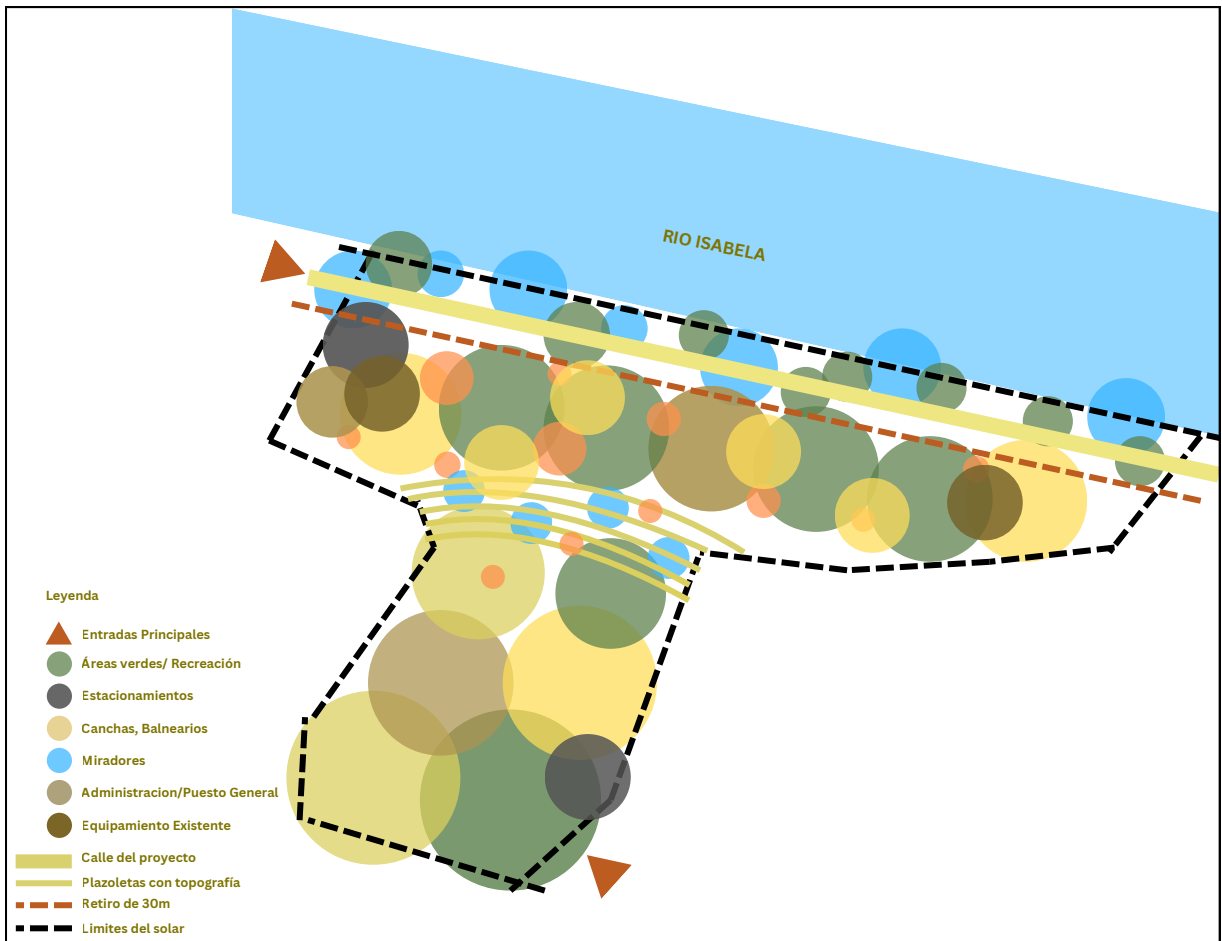 RIO ISABELA
Leyenda
Entradas Principales
Áreas verdes/ Recreación
Estacionamientos
Canchas, Balnearios
Miradores
Administracion/Puesto General
Equipamiento Existente
Calle del proyecto
Plazoletas con topografía
Retiro de 30m
Limites del solar